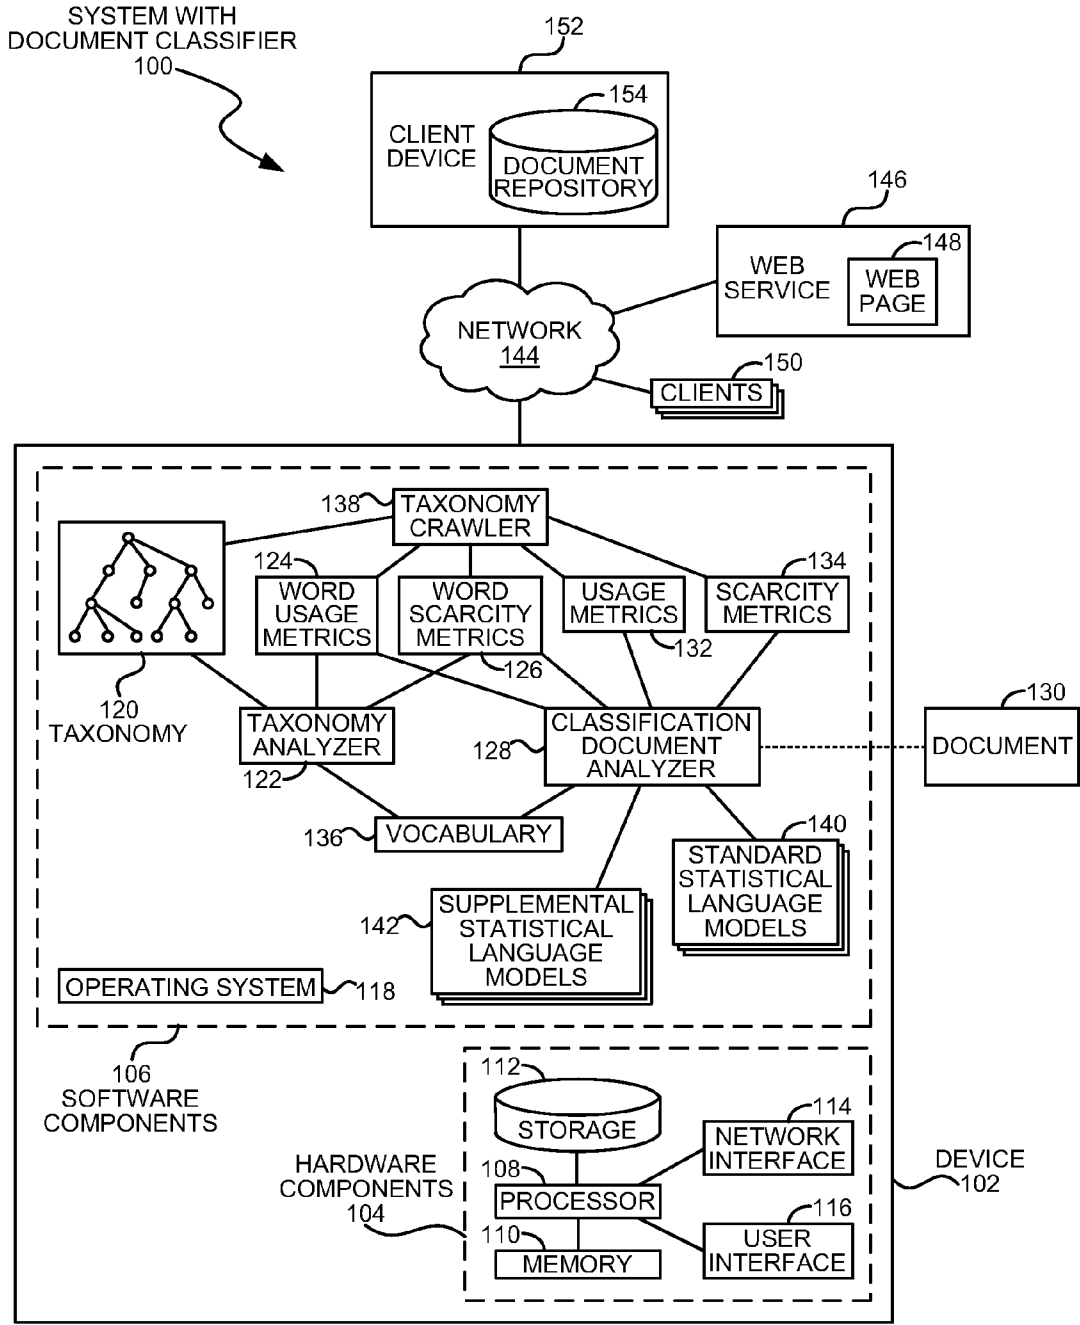 SYSTEM WITH
DOCUMENT CLASSIFIER
100
152
CLIENT
DEVICE
154
DOCUMENT
REPOSITORY
146
WEB
SERVICE
148
WEB
PAGE
NETWORK
144
150
CLIENTS
138
TAXONOMY
CRAWLER
124
WORD
USAGE
METRICS
WORD
SCARCITY
METRICS
126
USAGE
METRICS
132
134
SCARCITY
METRICS
120
TAXONOMY
TAXONOMY
ANALYZER
122
128
CLASSIFICATION
DOCUMENT
ANALYZER
130
DOCUMENT
136
VOCABULARY
140
STANDARD
STATISTICAL
LANGUAGE
MODELS
142
SUPPLEMENTAL
STATISTICAL
LANGUAGE
MODELS
OPERATING SYSTEM
118
106
SOFTWARE
COMPONENTS
112
STORAGE
114
NETWORK
INTERFACE
HARDWARE
COMPONENTS
104
108
PROCESSOR
110
MEMORY
116
USER
INTERFACE
DEVICE
102